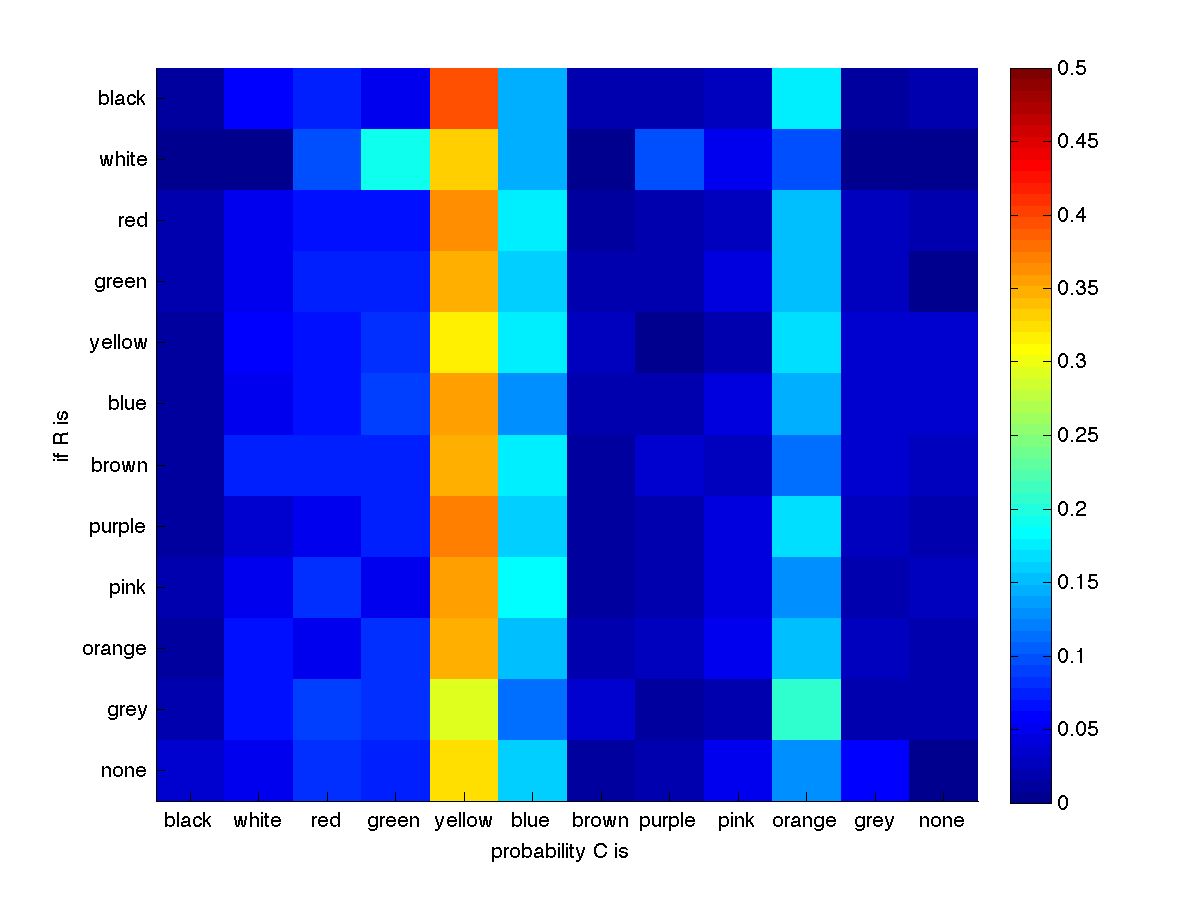 black
white
red
green
yellow
blue
brown
purple
pink
orange
grey
none
if R is
black white red green yellow blue brown purple pink orange grey none
probability C is
0.5
0.45
0.4
0.35
0.3
0.25
0.2
0.15
0.1
0.05
0